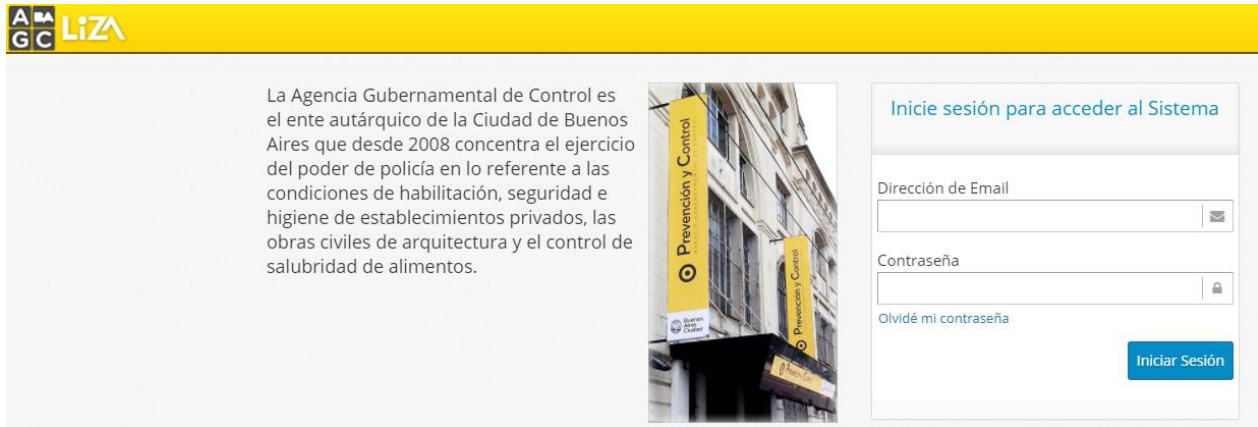 A BA
G C
LiZA
La Agencia Gubernamental de Control es
el ente autárquico de la Ciudad de Buenos
Aires que desde 2008 concentra el ejercicio
del poder de policía en lo referente a las
condiciones de habilitación, seguridad e
higiene de establecimientos privados, las
obras civiles de arquitectura y el control de
salubridad de alimentos.
Prevención y Control
Buenos
Aires
Ciudad
Prevención y Control
Prevención y Control
Inicie sesión para acceder al Sistema
Dirección de Email
Contraseña
Olvidé mi contraseña
Iniciar Sesión